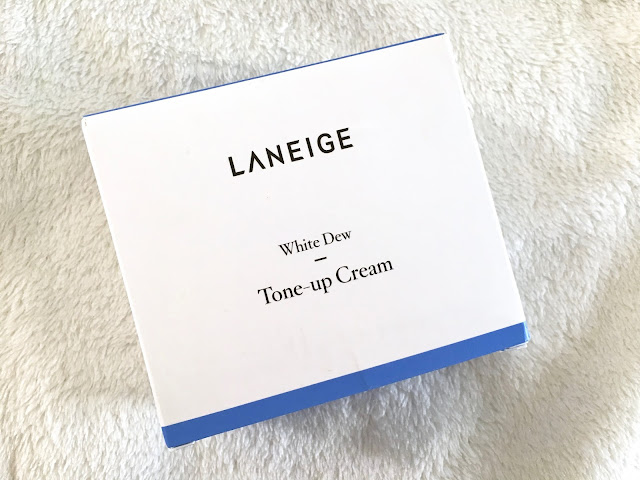 LANEIGE
White Dew
–
Tone-up Cream